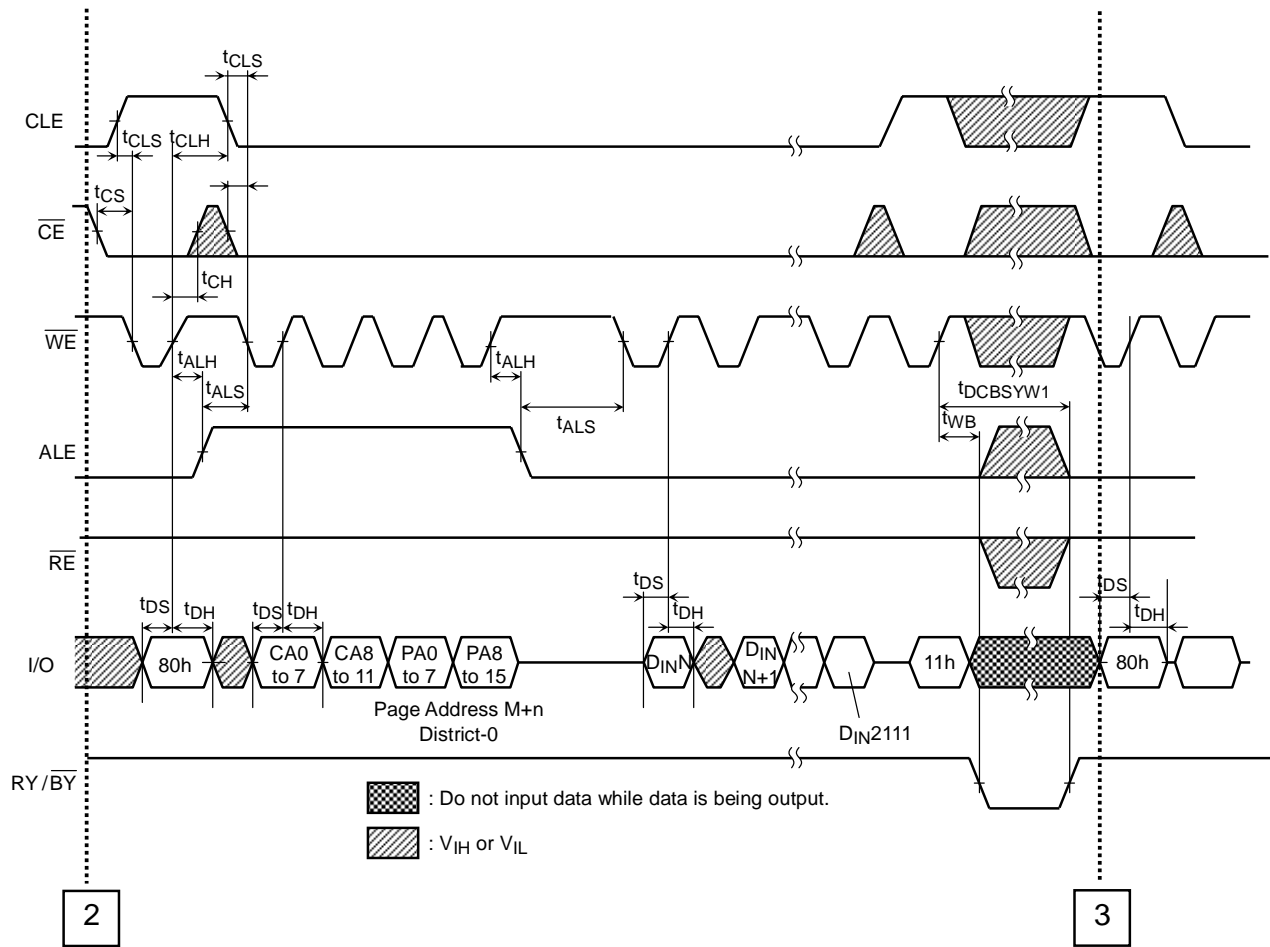 tCLS
CLE
tCLS
tCLH
tCS
CE
tCH
WE
tALH
tALH
tALS
tDCBSYW1
tALS
tWB
ALE
RE
tDS
tDH
tDS
tDH
tDS
tDH
tDS
tDH
I/O
80h
CA0
to 7
CA8
to 11
PA0
to 7
PA8
to 15
DINN
DIN
N+1
11h
80h
Page Address M+n
District-0
DIN2111
RY/BY
: Do not input data while data is being output.
: VIH or VIL
2
3